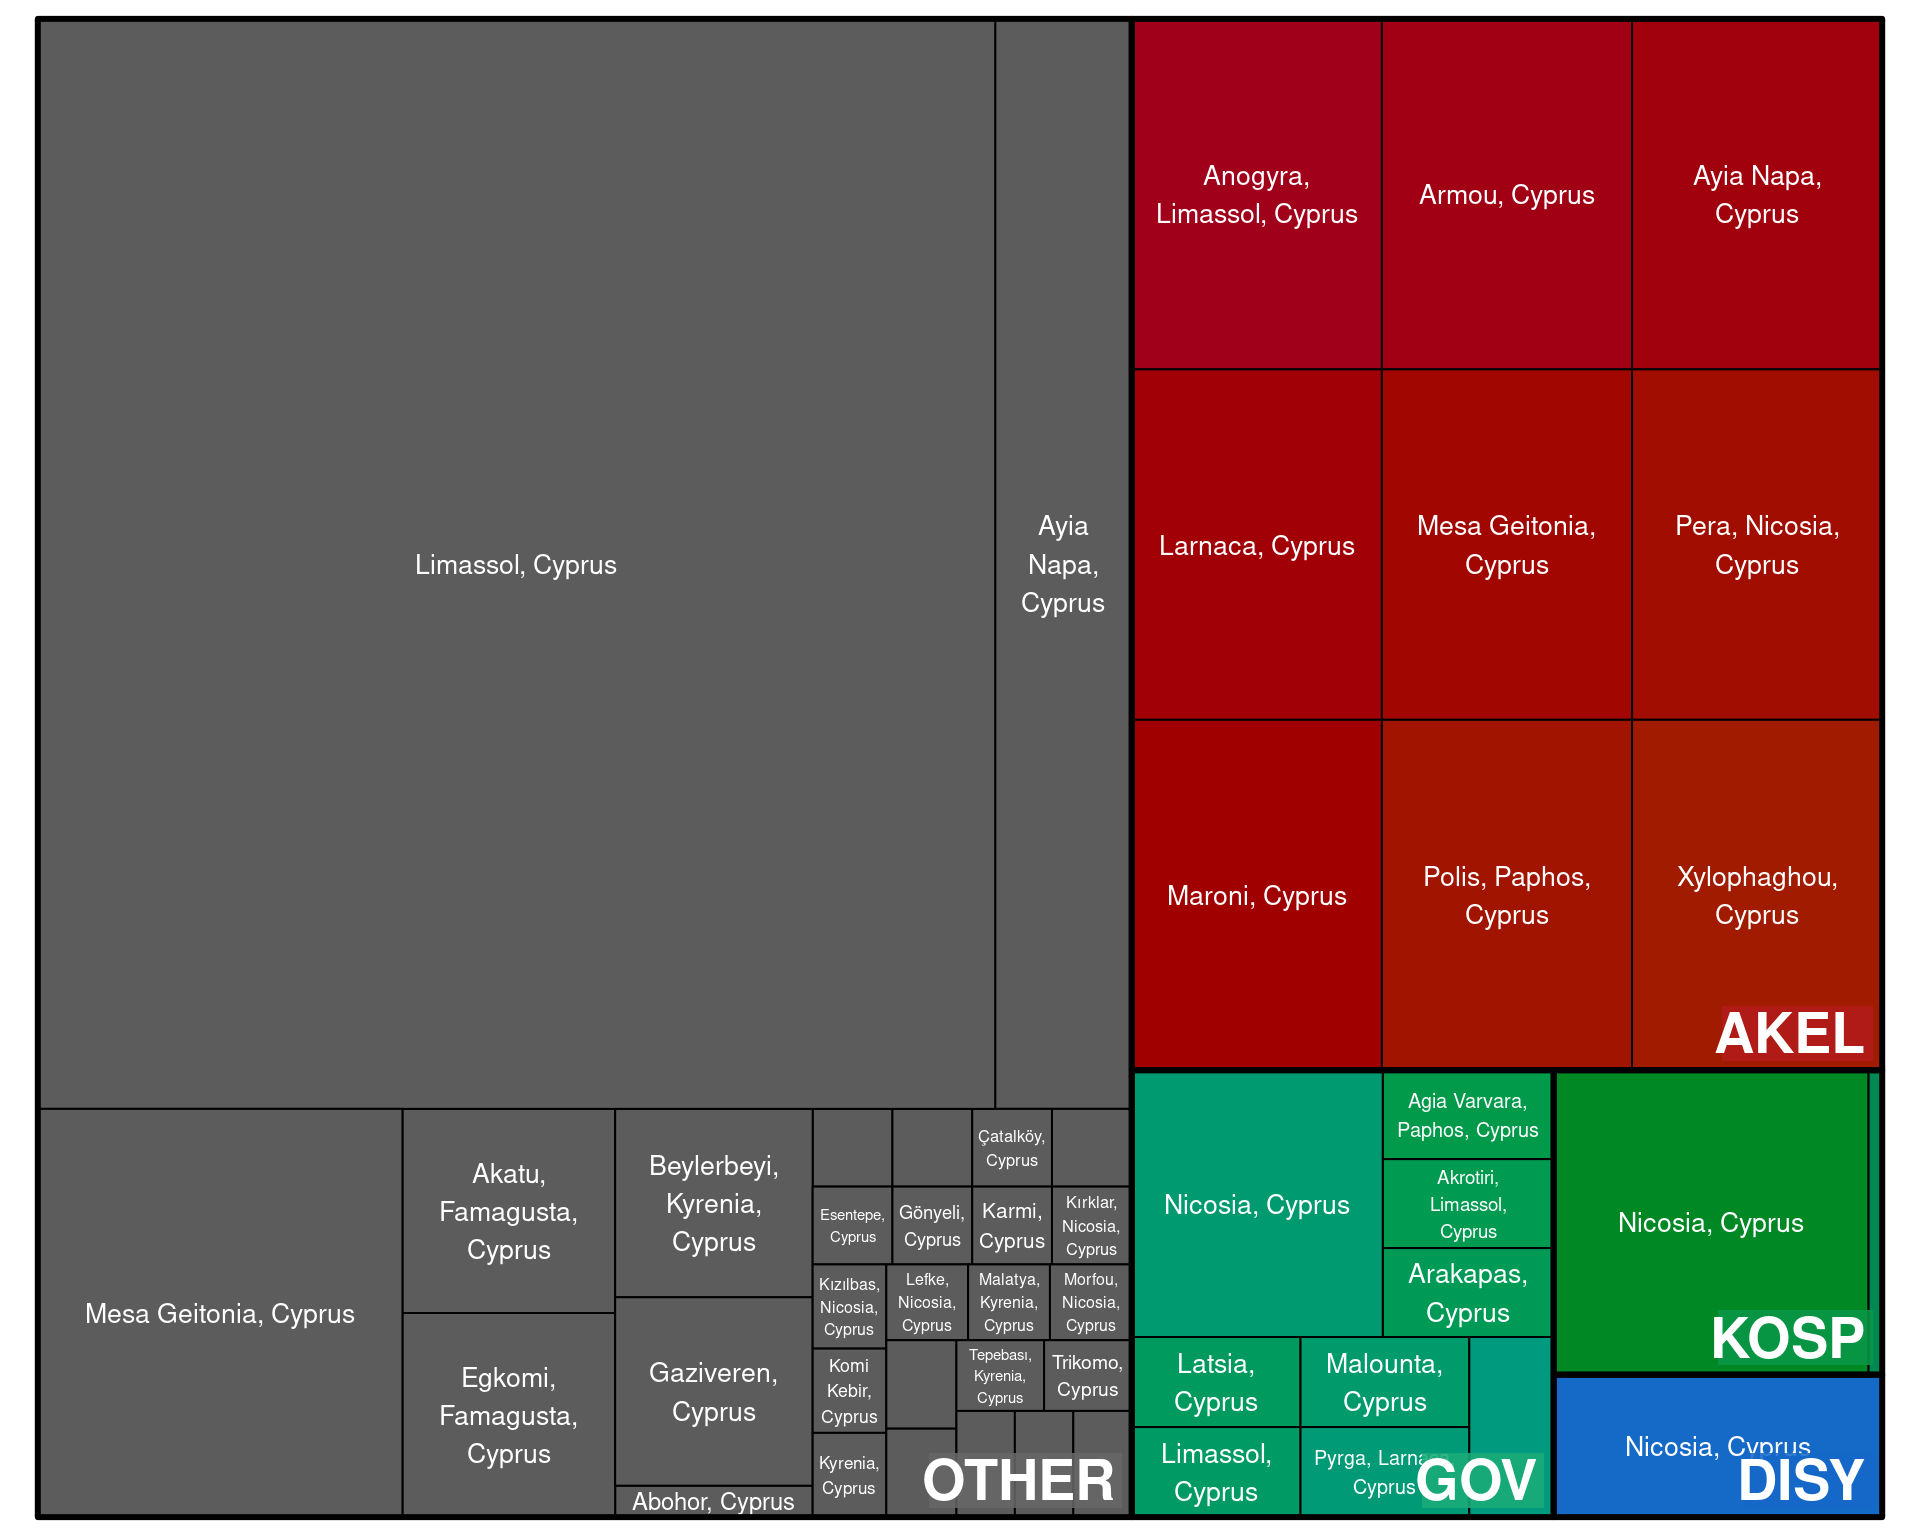 Limassol, Cyprus
Ayia
Napa,
Cyprus
Mesa Geitonia, Cyprus
Akatu,
Famagusta,
Cyprus
Egkomi,
Famagusta,
Cyprus
Beylerbeyi,
Kyrenia,
Cyprus
Gaziveren,
Cyprus
Abohor, Cyprus
Çatalköy,
Cyprus
Esentepe,
Cyprus
Gönyeli,
Cyprus
Karmi,
Cyprus
Kırklar,
Nicosia,
Cyprus
Kızılbas,
Nicosia,
Cyprus
Lefke,
Nicosia,
Cyprus
Malatya,
Kyrenia,
Cyprus
Morfou,
Nicosia,
Cyprus
Komi
Kebir,
Cyprus
Tepebası,
Kyrenia,
Cyprus
Trikomo,
Cyprus
Kyrenia,
Cyprus
OTHER
Anogyra,
Limassol, Cyprus
Armou, Cyprus
Ayia Napa,
Cyprus
Larnaca, Cyprus
Mesa Geitonia,
Cyprus
Pera, Nicosia,
Cyprus
Maroni, Cyprus
Polis, Paphos,
Cyprus
Xylophaghou,
Cyprus
AKEL
Nicosia, Cyprus
Agia Varvara,
Paphos, Cyprus
Akrotiri,
Limassol,
Cyprus
Arakapas,
Cyprus
Latsia,
Cyprus
Malounta,
Cyprus
Limassol,
Cyprus
Pyrga, Larnaca,
Cyprus
GOV
Nicosia, Cyprus
KOSP
Nicosia, Cyprus
DISY